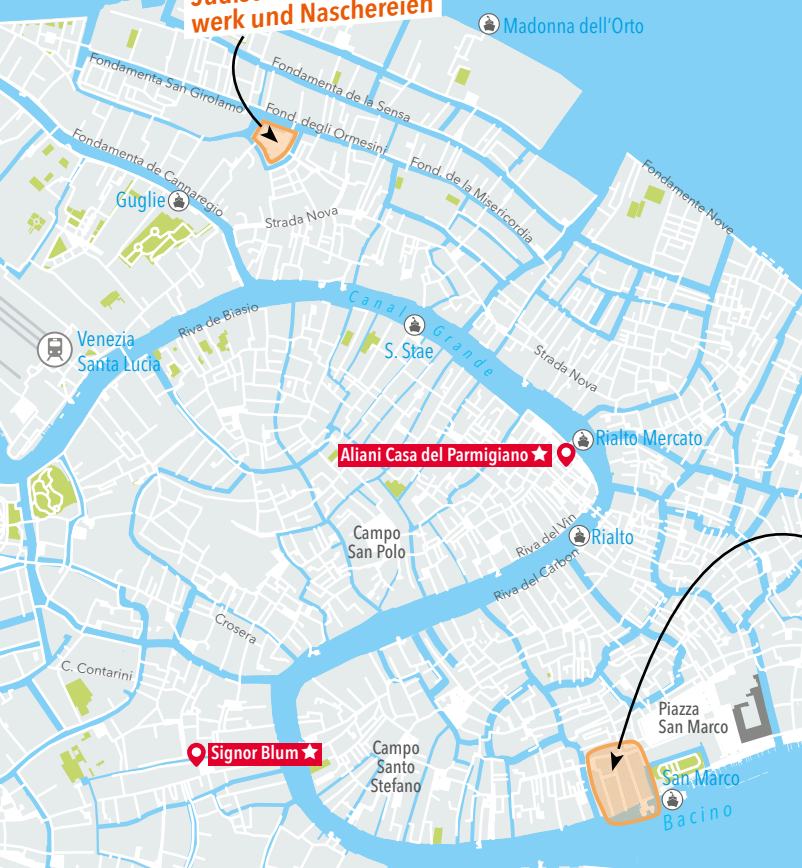 werk und Naschereien
Madonna dell'Orto
Fondamenta San Girolamo
Fondamenta de la Sensa
Fond. degli Ormesini
Fondamenta de Cannaregio
Fond. de la Misericordia
Fondamente Nove
Guglie
Strada Nova
Canal Grande
Riva de Biasio
Venezia
Santa Lucia
S. Stae
Strada Nova
Rialto Mercato
Aliani Casa del Parmigiano
Campo
San Polo
Riva del Vin
Rialto
Riva del Carbon
Crosera
C. Contarini
Piazza
San Marco
Signor Blum
Campo
Santo
Stefano
San Marco
Bacino